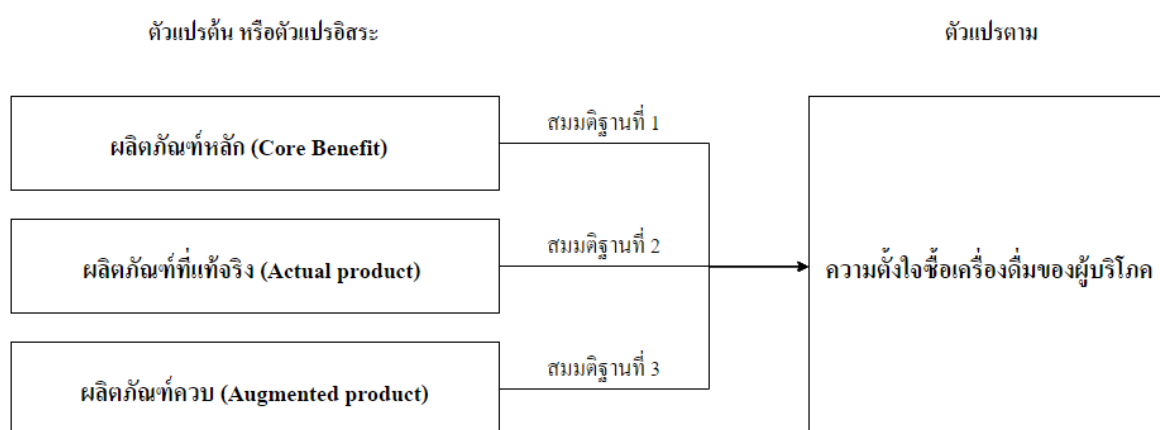 ตัวแปรต้น หรือตัวแปรอิสระ
ตัวแปรตาม
สมมติฐานที่ 1
ผลิตภัณฑ์หลัก (Core Benefit)
สมมติฐานที่ 2
ผลิตภัณฑ์ที่แท้จริง (Actual product)
ความตั้งใจซื้อเครื่องดื่มของผู้บริโภค
สมมติฐานที่ 3
ผลิตภัณฑ์ควบ (Augmented product)